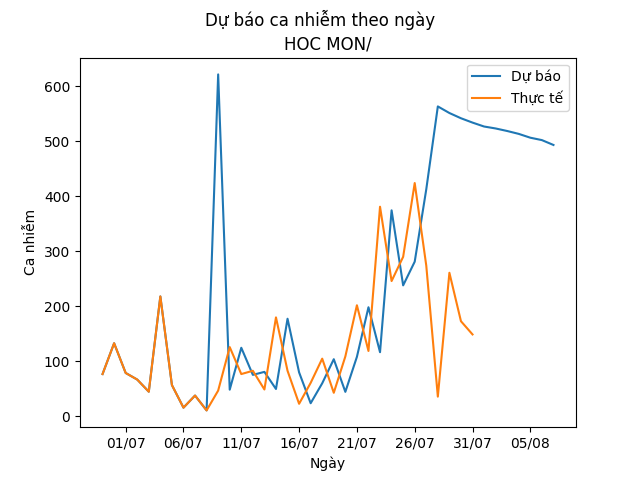 Dự báo ca nhiễm theo ngày
HOC MON/
Dự báo
Thực tế
600
500
400
300
200
100
0
Ca nhiễm
01/07 06/07 11/07 16/07 21/07 26/07 31/07 05/08
Ngày